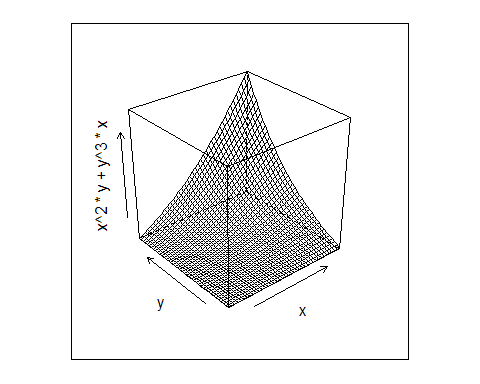 x^2* y + y^3* x
y
x